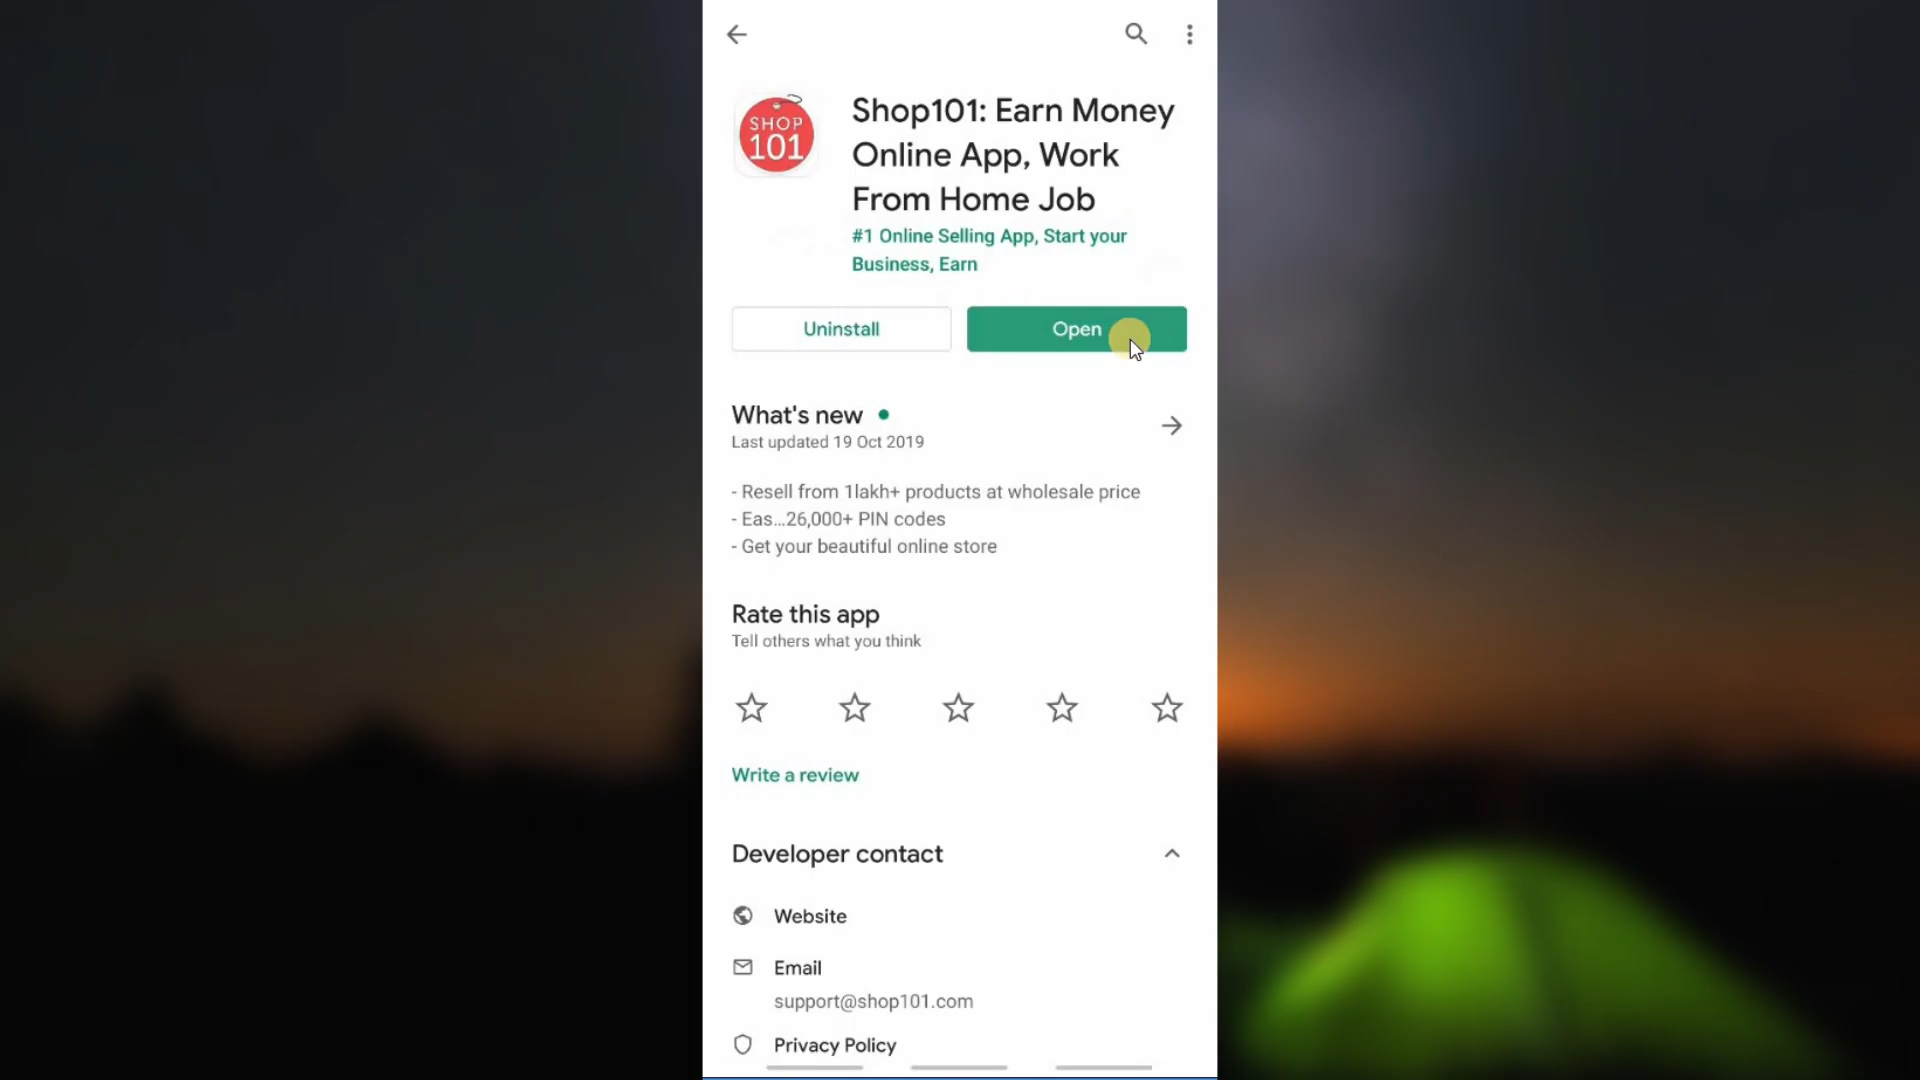 SHOP
101
Shop101: Earn Money
Online App, Work
From Home Job
#1 Online Selling App, Start your
Business, Earn
Uninstall
Open
What's new
Last updated 19 Oct 2019
- Resell from 1lakh+ products at wholesale price
- Eas...26,000+ PIN codes
- Get your beautiful online store
Rate this app
Tell others what you think
Write a review
Developer contact
Website
Email
support@shop101.com
Privacy Policy